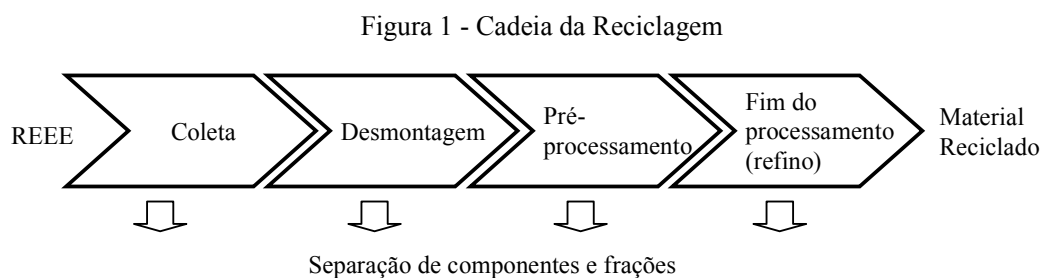 Figura 1 - Cadeia da Reciclagem
REEE
Coleta
Desmontagem
Pré-
processamento
Fim do
processamento
(refino)
Material
Reciclado
Separação de componentes e frações